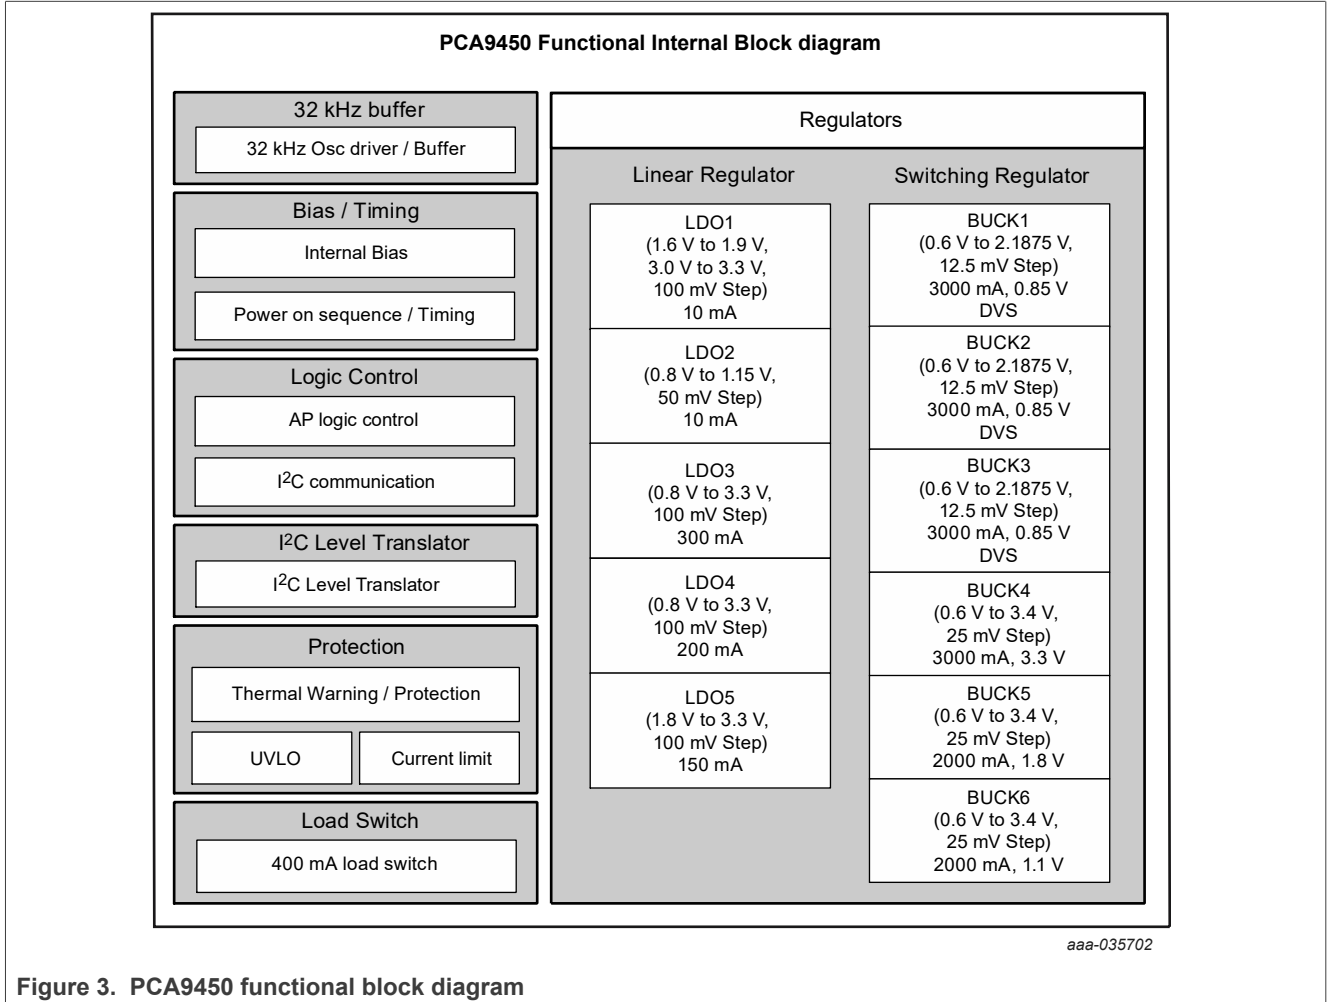 PCA9450 Functional Internal Block diagram
32 kHz buffer
32 kHz Osc driver / Buffer
Bias / Timing
Internal Bias
Power on sequence / Timing
Logic Control
AP logic control
I2C communication
I2C Level Translator
I2C Level Translator
Protection
Thermal Warning / Protection
UVLO
Current limit
Load Switch
400 mA load switch
Regulators
Linear Regulator
LDO1
(1.6 V to 1.9 V,
3.0 V to 3.3 V,
100 mV Step)
10 mA
LDO2
(0.8 V to 1.15 V,
50 mV Step)
10 mA
LDO3
(0.8 V to 3.3 V,
100 mV Step)
300 mA
LDO4
(0.8 V to 3.3 V,
100 mV Step)
200 mA
LDO5
(1.8 V to 3.3 V,
100 mV Step)
150 mA
Switching Regulator
BUCK1
(0.6 V to 2.1875 V,
12.5 mV Step)
3000 mA, 0.85 V
DVS
BUCK2
(0.6 V to 2.1875 V,
12.5 mV Step)
3000 mA, 0.85 V
DVS
BUCK3
(0.6 V to 2.1875 V,
12.5 mV Step)
3000 mA, 0.85 V
DVS
BUCK4
(0.6 V to 3.4 V,
25 mV Step)
3000 mA, 3.3 V
BUCK5
(0.6 V to 3.4 V,
25 mV Step)
2000 mA, 1.8 V
BUCK6
(0.6 V to 3.4 V,
25 mV Step)
2000 mA, 1.1 V
aaa-035702
Figure 3. PCA9450 functional block diagram